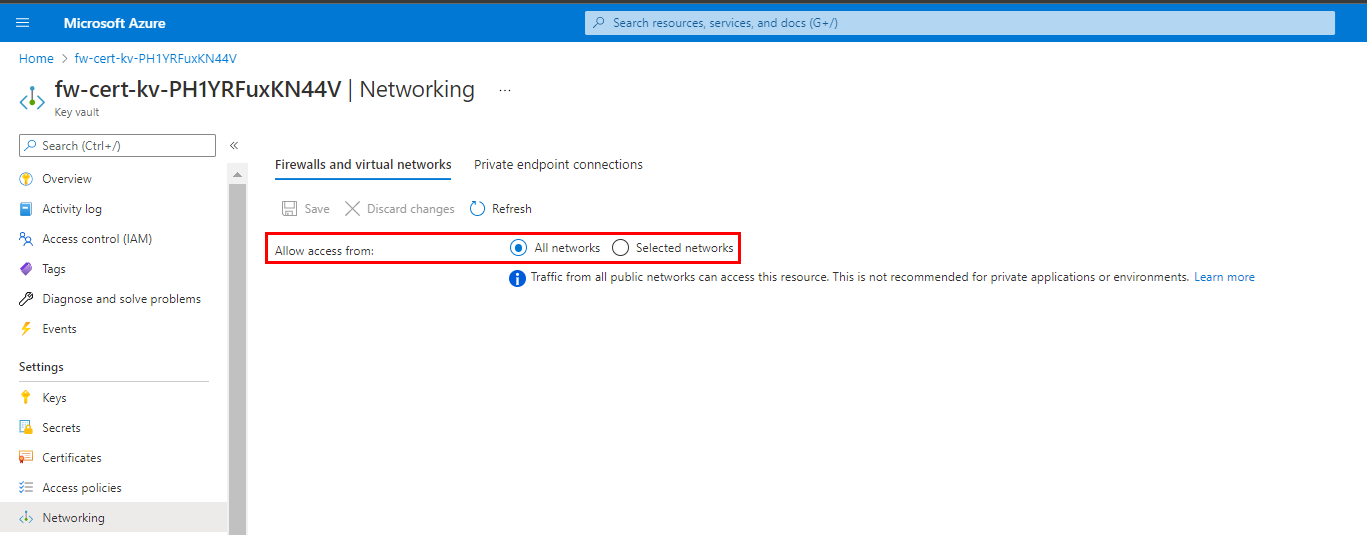 Microsoft Azure
Search resources, services, and docs (G+/)
Home > fw-cert-kv-PH1YRFuxKN44V
fw-cert-kv-PH1YRFuxKN44V | Networking ...
Key vault
Search (Ctrl+/) «
Overview
Activity log
Access control (IAM)
Tags
Diagnose and solve problems
Events
Settings
Keys
Secrets
Certificates
Access policies
Networking
Firewalls and virtual networks Private endpoint connections
Save Discard changes Refresh
Allow access from: All networks Selected networks
Traffic from all public networks can access this resource. This is not recommended for private applications or environments. Learn more